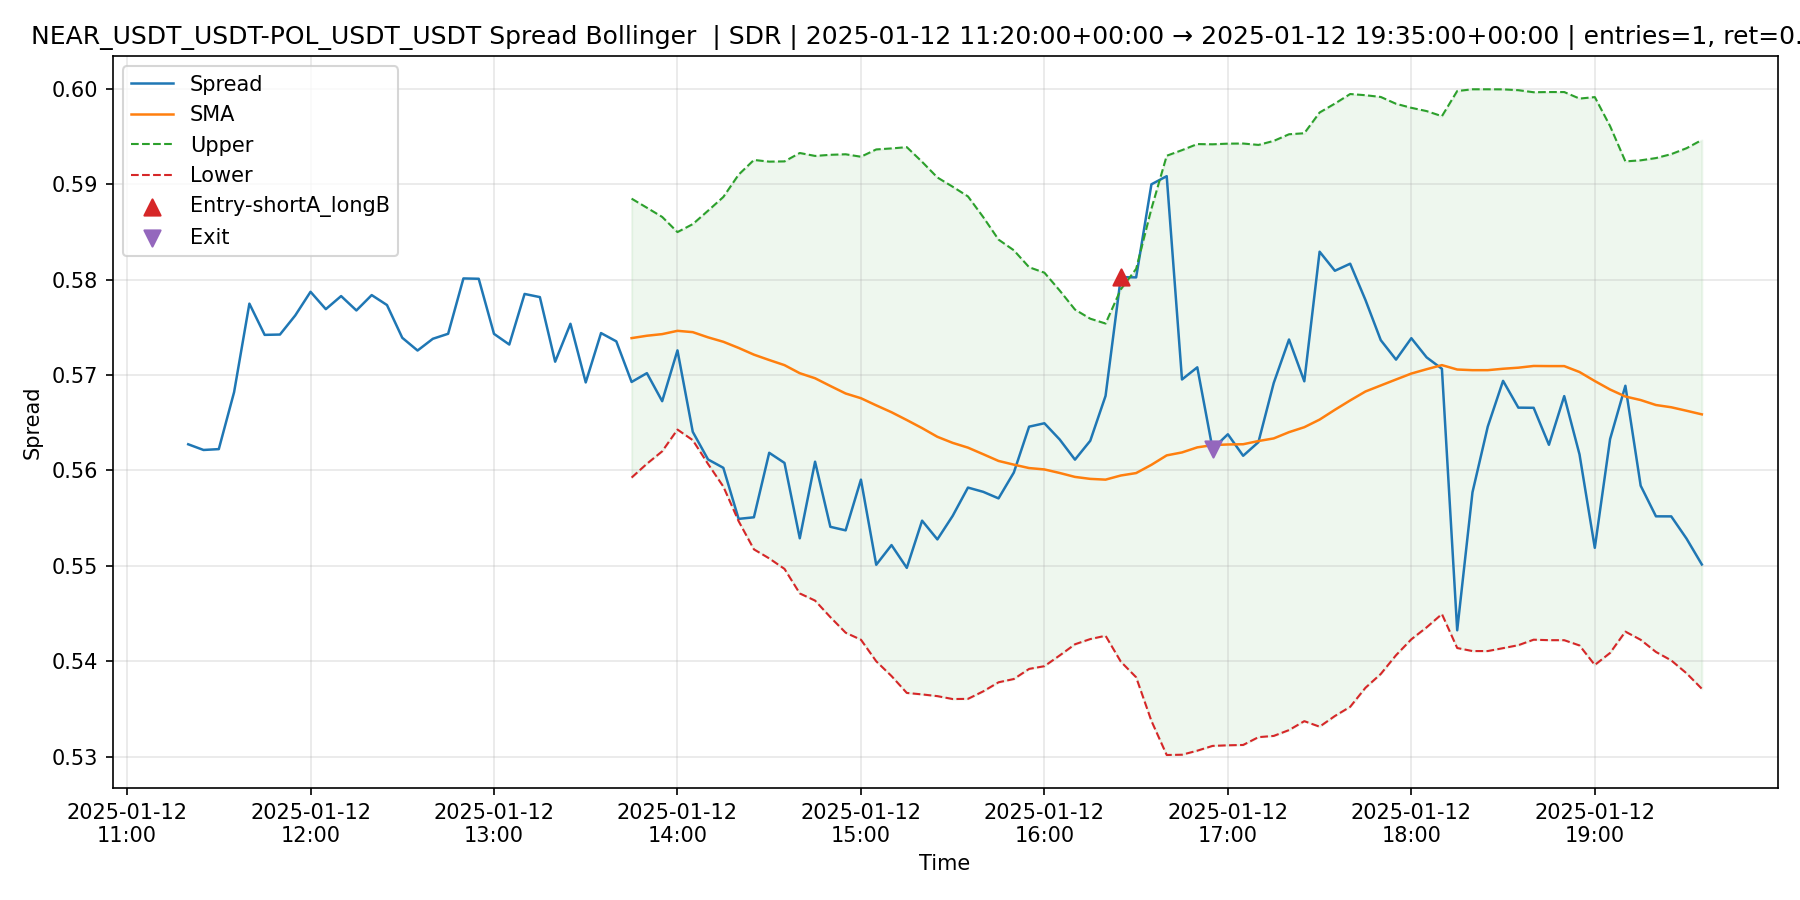 NEAR_USDT_USDT-POL_USDT_USDT Spread Bollinger | SDR | 2025-01-12 11:20:00+00:00 → 2025-01-12 19:35:00+00:00 | entries=1, ret=0.
Spread
SMA
Upper
Lower
Entry-shortA_longB
Exit
0.60
0.59
0.58
0.57
0.56
0.55
0.54
0.53
Spread
2025-01-12
11:00
2025-01-12
12:00
2025-01-12
13:00
2025-01-12
14:00
2025-01-12
15:00
2025-01-12
16:00
2025-01-12
17:00
2025-01-12
18:00
2025-01-12
19:00
Time